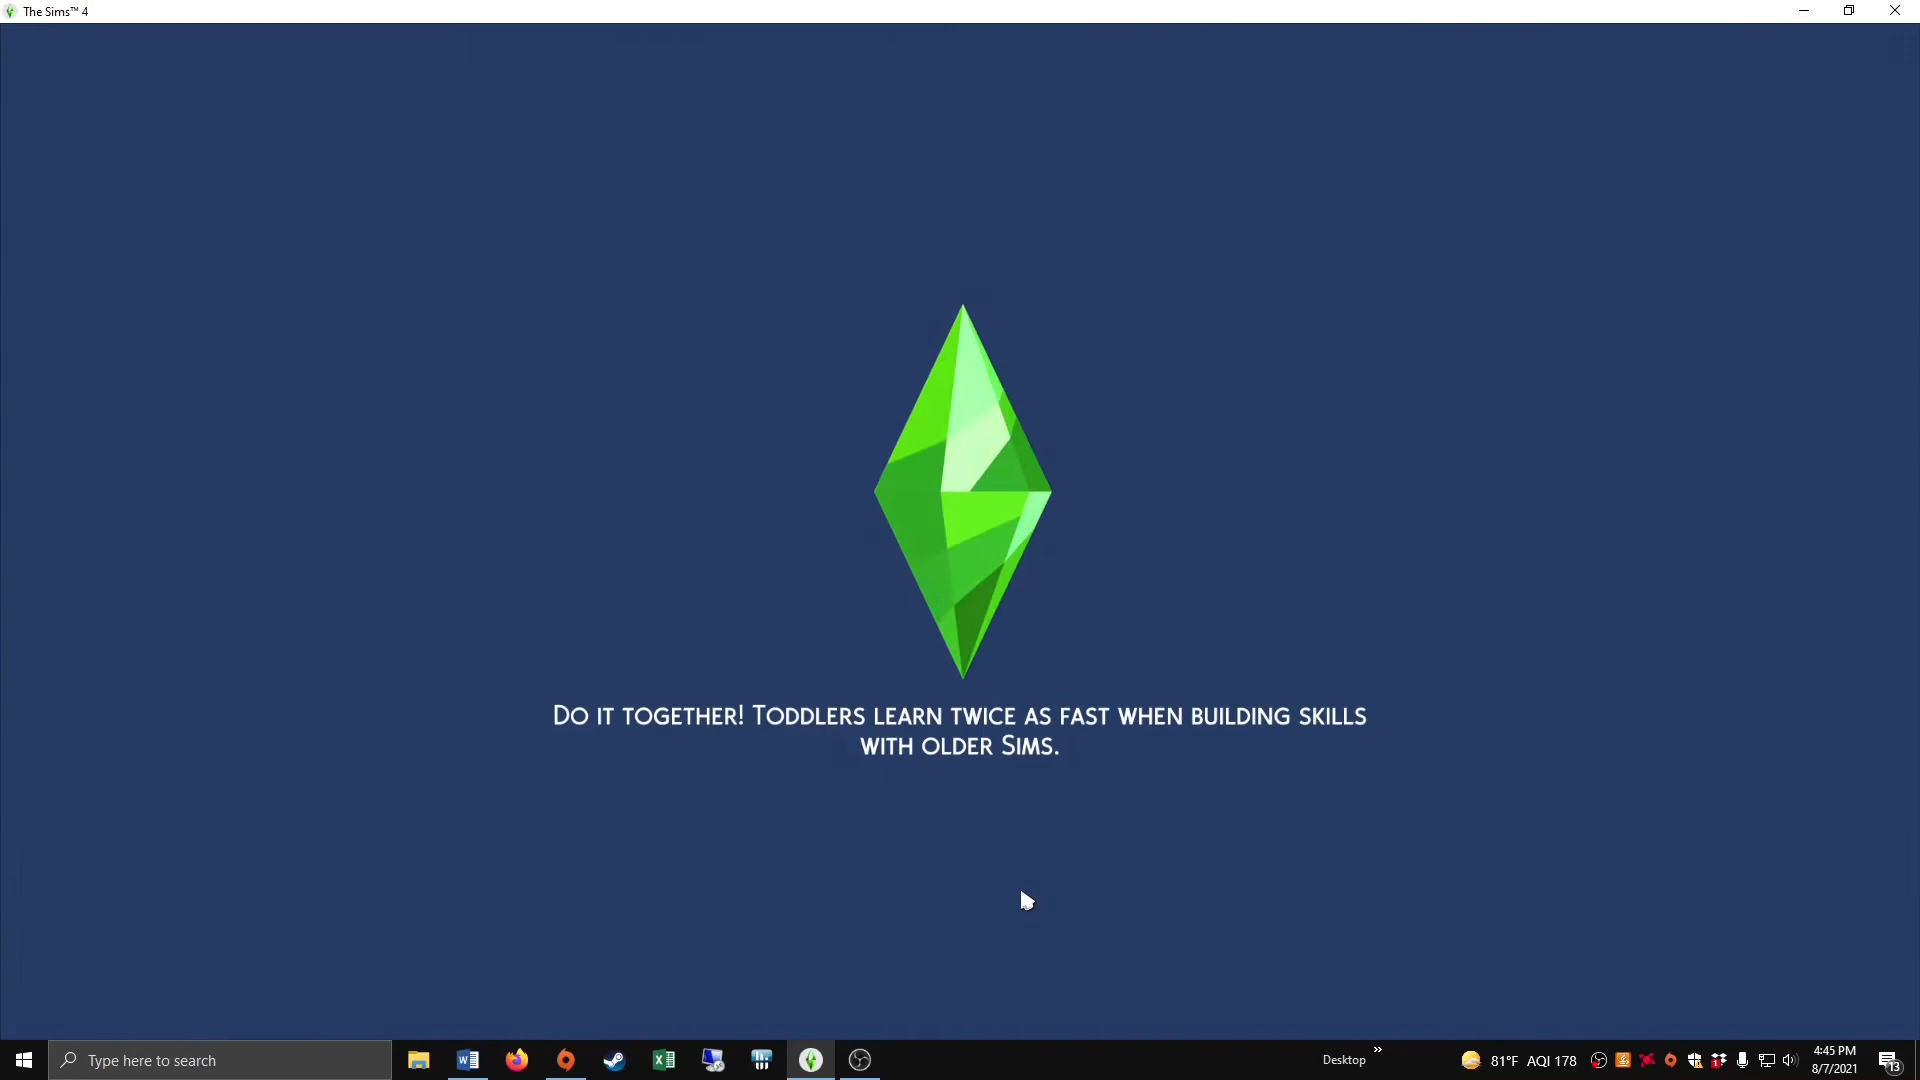 The Sims™ 4
Do it together! Toddlers learn twice as fast when building skills
with older Sims.
Type here to search
Desktop
81°F AQI 178
4:45 PM
8/7/2021
13